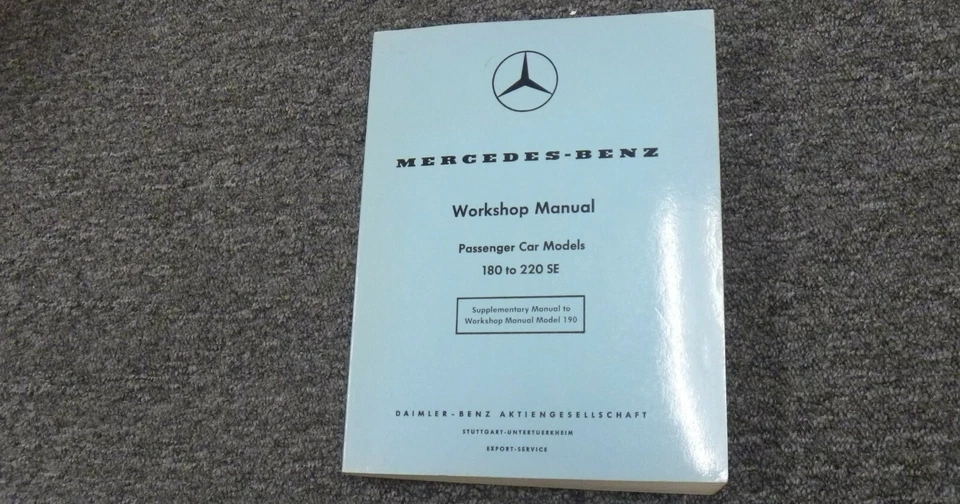 MERCEDES-BENZ
Workshop Manual
Passenger Car Models
180 to 220 SE
Supplementary Manual to
Workshop Manual Model 190
DAIMLER-BENZ AKTIENGESELLSCHAFT
STUTTGART-UNTERTUERKHEIM
EXPORT-SERVICE